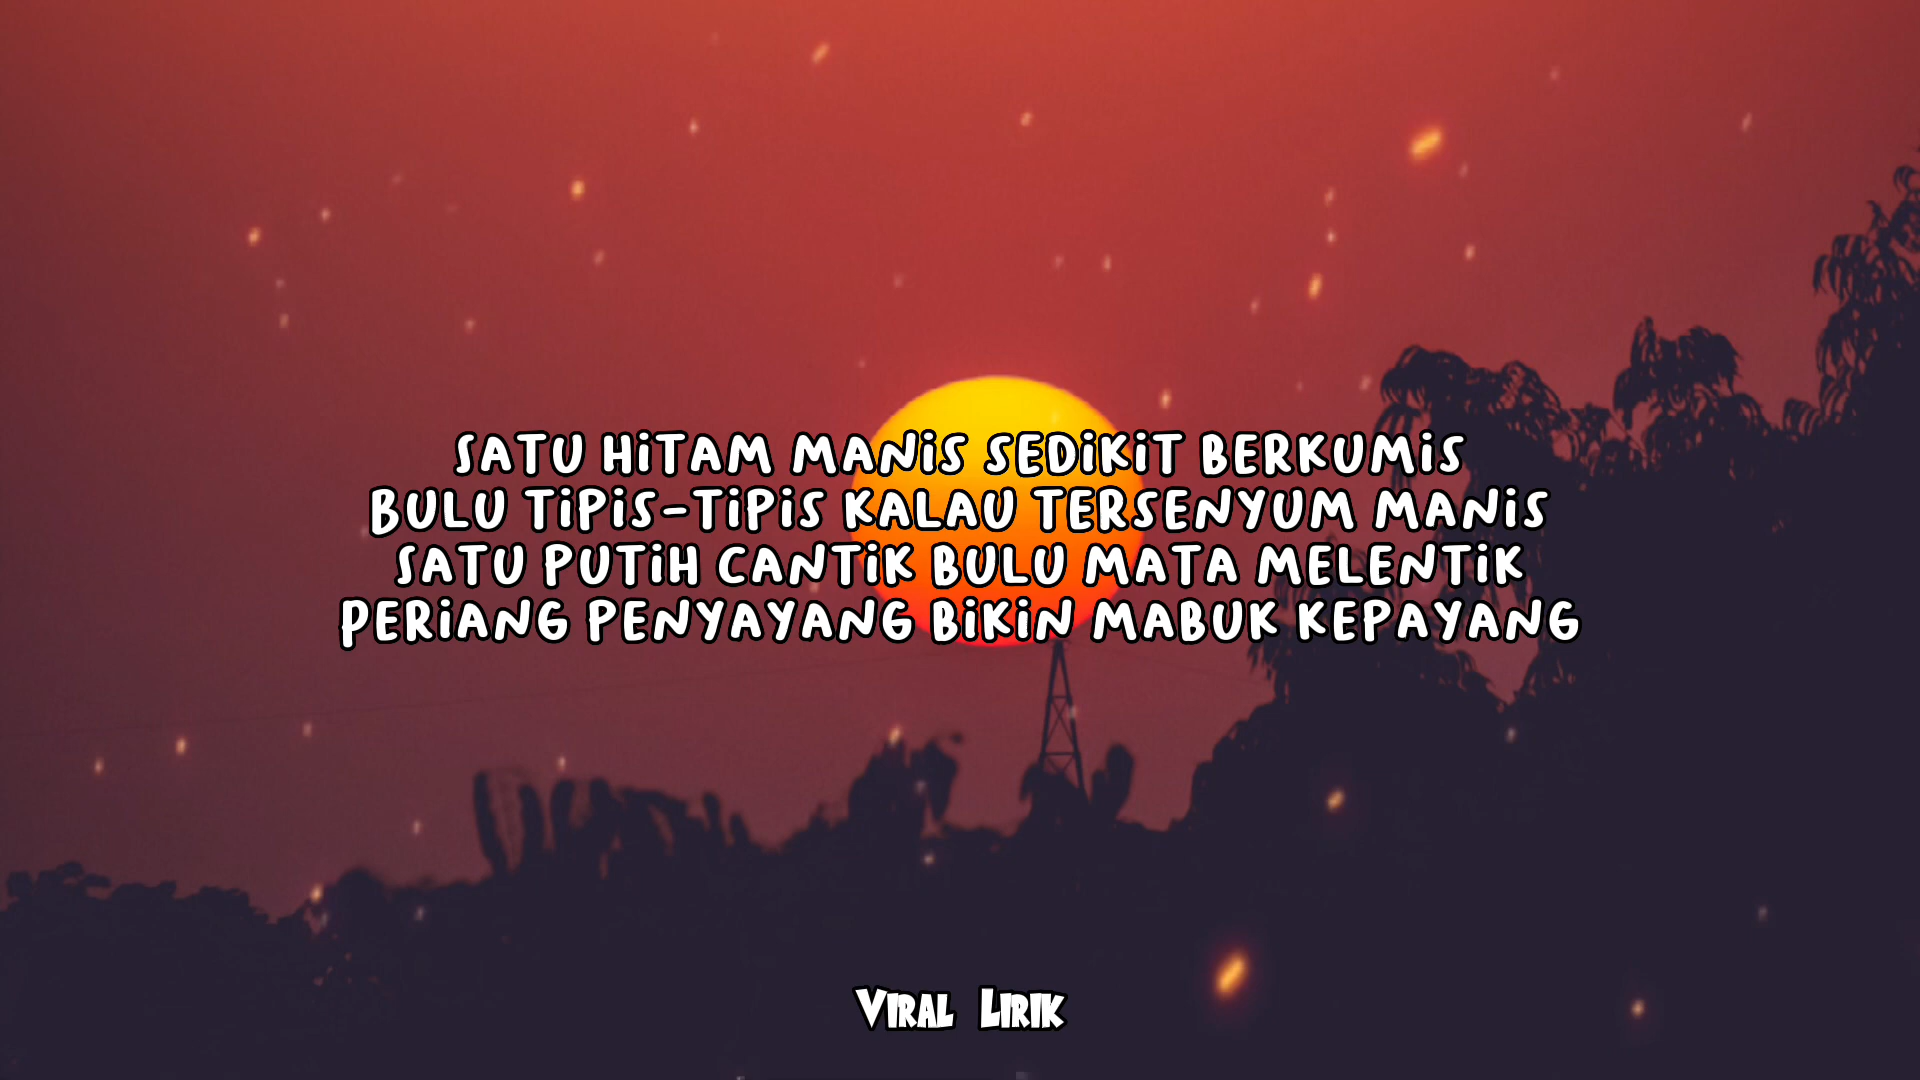 SATU HiTAM MANiS SEDiKiT BERKUMiS
BULU TiPiS-TiPiS KALAU TERSENYUM MANiS
SATU PUTiH CANTiK BULU MATA MELENTiK
PERiANG PENYAYANG BiKiN MABUK KEPAYANG
Viral Lirik